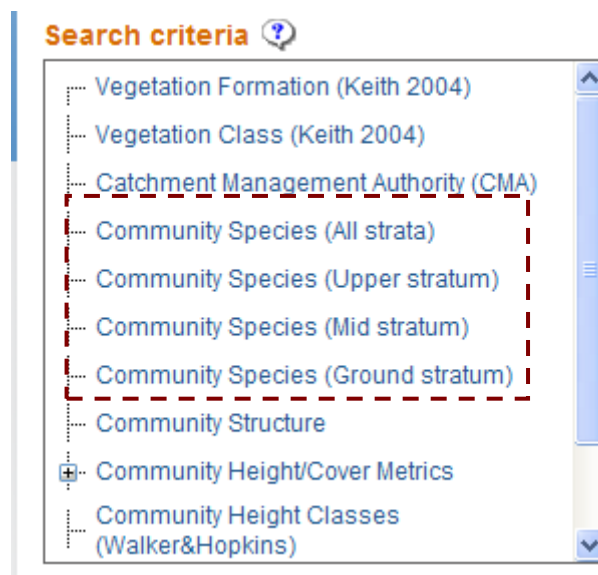 Search criteria ?
Vegetation Formation (Keith 2004)
Vegetation Class (Keith 2004)
Catchment Management Authority (CMA)
Community Species (All strata)
Community Species (Upper stratum)
Community Species (Mid stratum)
Community Species (Ground stratum)
Community Structure
Community Height/Cover Metrics
Community Height Classes
(Walker&Hopkins)